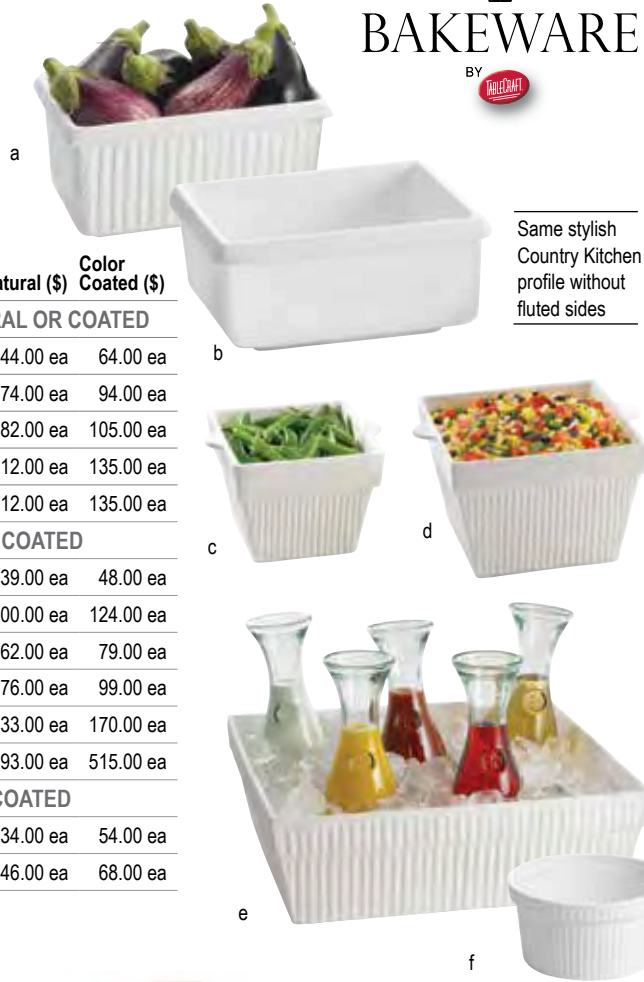 BAKEWARE
BY
TABLECRAFT
a
Same stylish
Country Kitchen
profile without
fluted sides
b
Color
Coated ($)
AL OR COATED
44.00 ea 64.00 ea
74.00 ea 94.00 ea
82.00 ea 105.00 ea
12.00 ea 135.00 ea
12.00 ea 135.00 ea
COATED
39.00 ea 48.00 ea
00.00 ea 124.00 ea
62.00 ea 79.00 ea
76.00 ea 99.00 ea
33.00 ea 170.00 ea
93.00 ea 515.00 ea
COATED
34.00 ea 54.00 ea
46.00 ea 68.00 ea
c
d
e
f